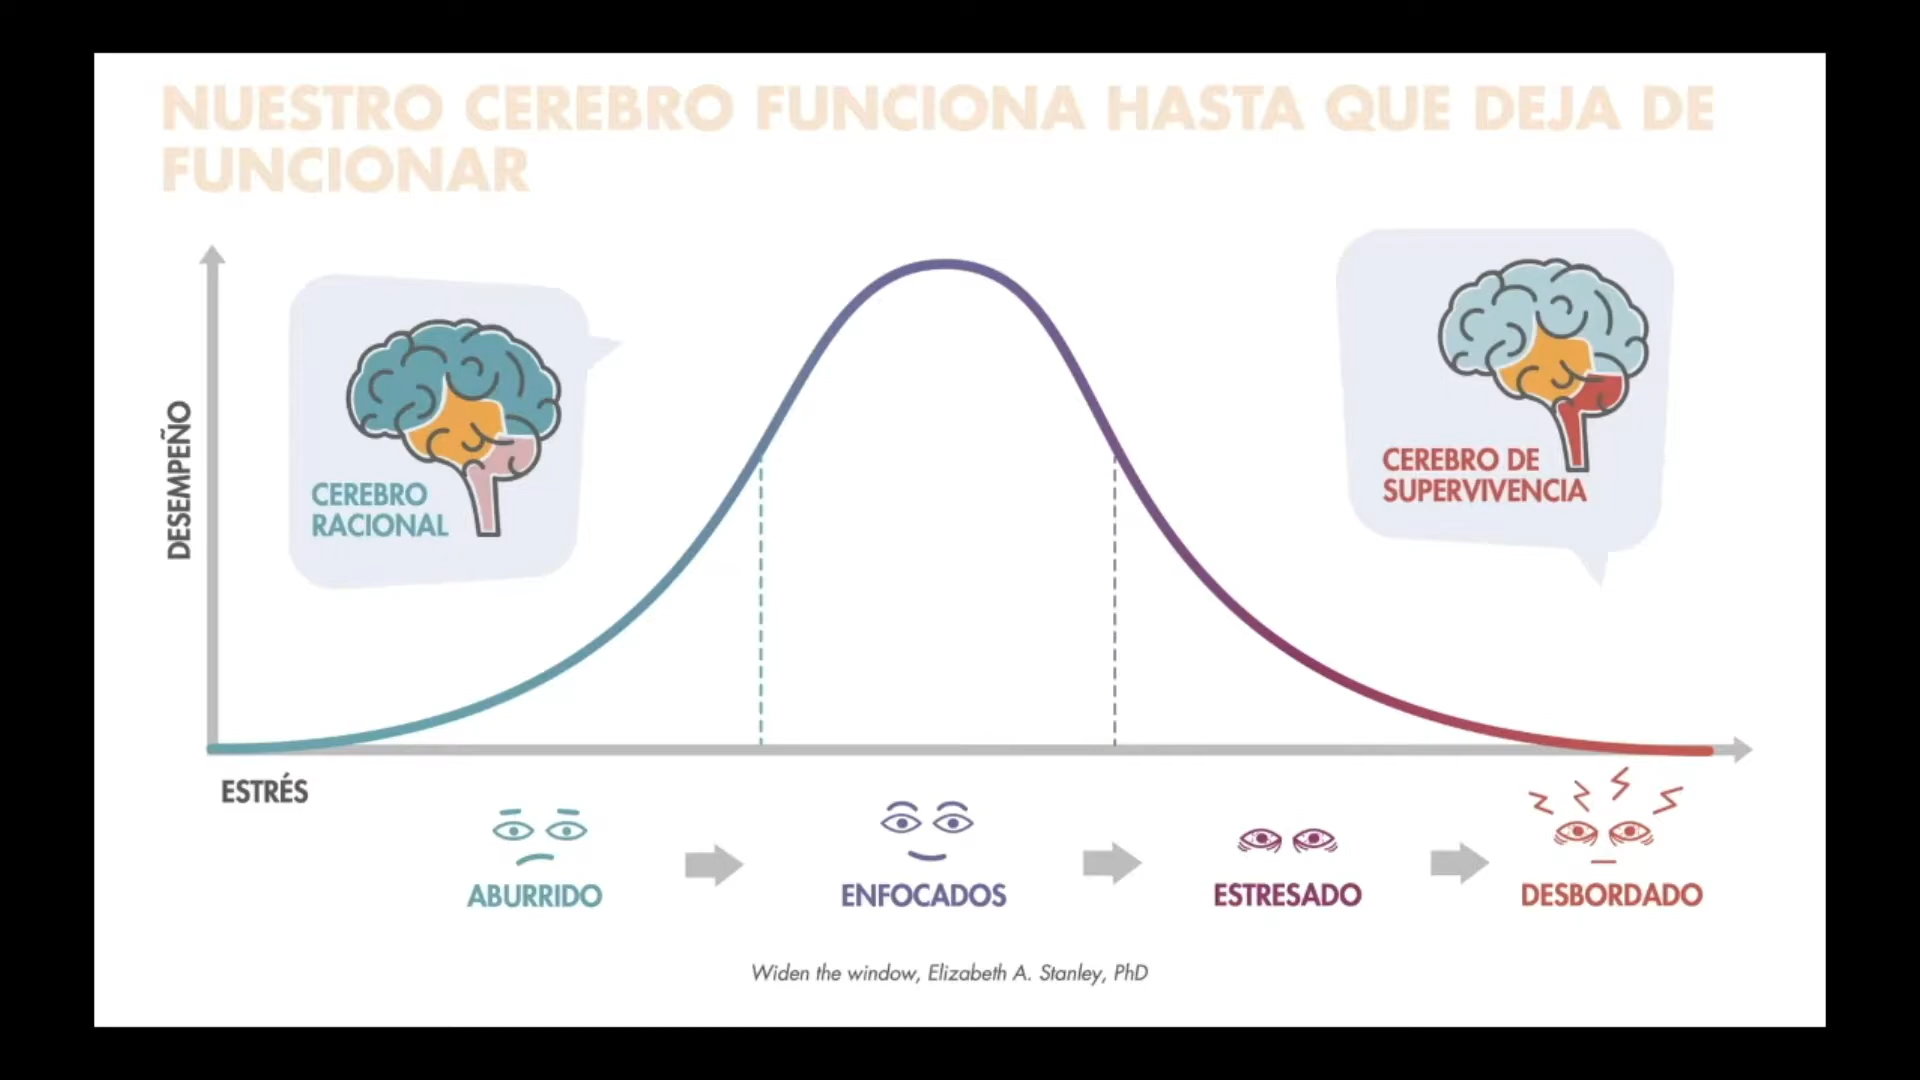 NUESTRO CEREBRO FUNCIONA HASTA QUE DEJA DE
FUNCIONAR
DESEMPEÑO
CEREBRO
RACIONAL
CEREBRO DE
SUPERVIVENCIA
ESTRÉS
ABURRIDO
ENFOCADOS
ESTRESADO
DESBORDADO
Widen the window, Elizabeth A. Stanley, PhD